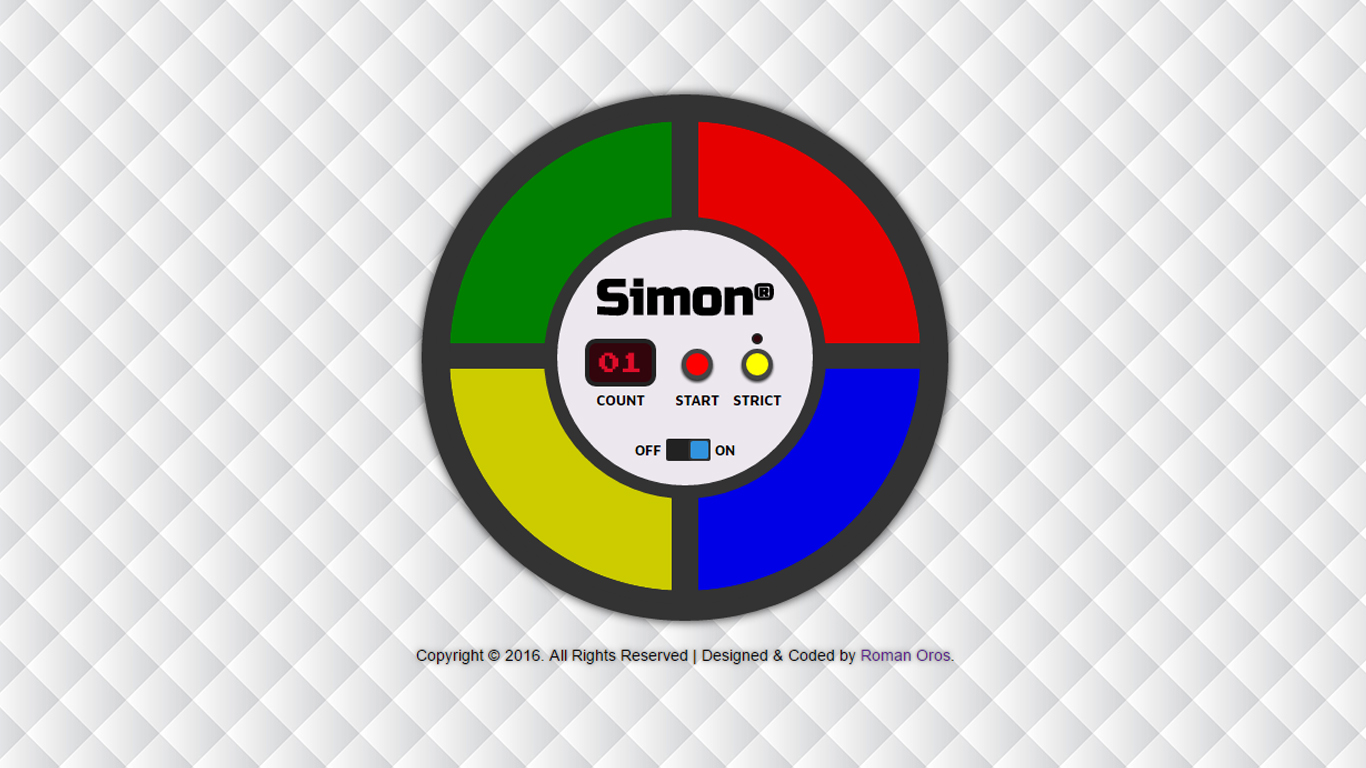 Simon®
01
COUNT START STRICT
OFF ON
Copyright © 2016. All Rights Reserved | Designed & Coded by Roman Oros.